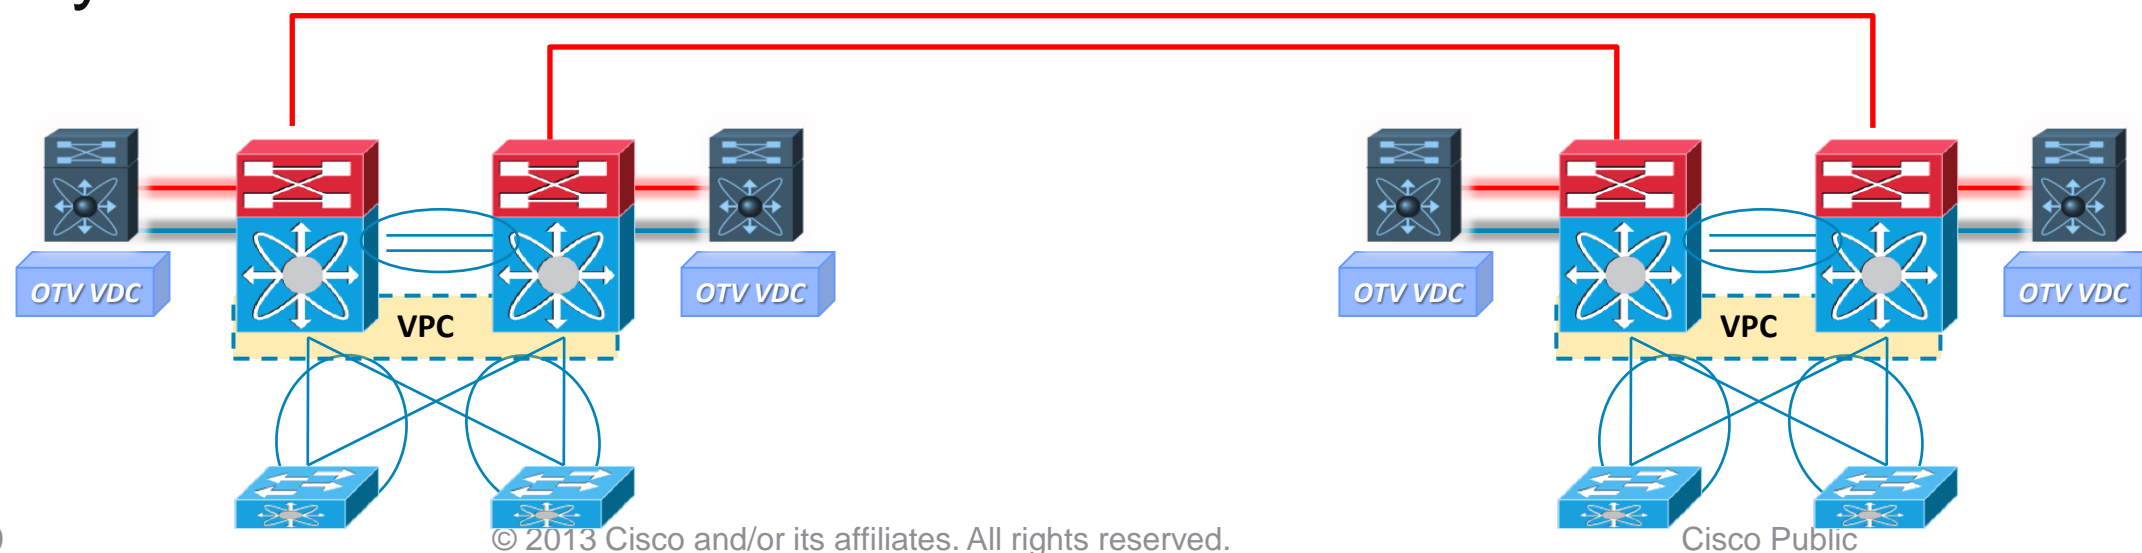 OTV VDC
OTV VDC
OTV VDC
OTV VDC
VPC
VPC
© 2013 Cisco and/or its affiliates. All rights reserved.
Cisco Public